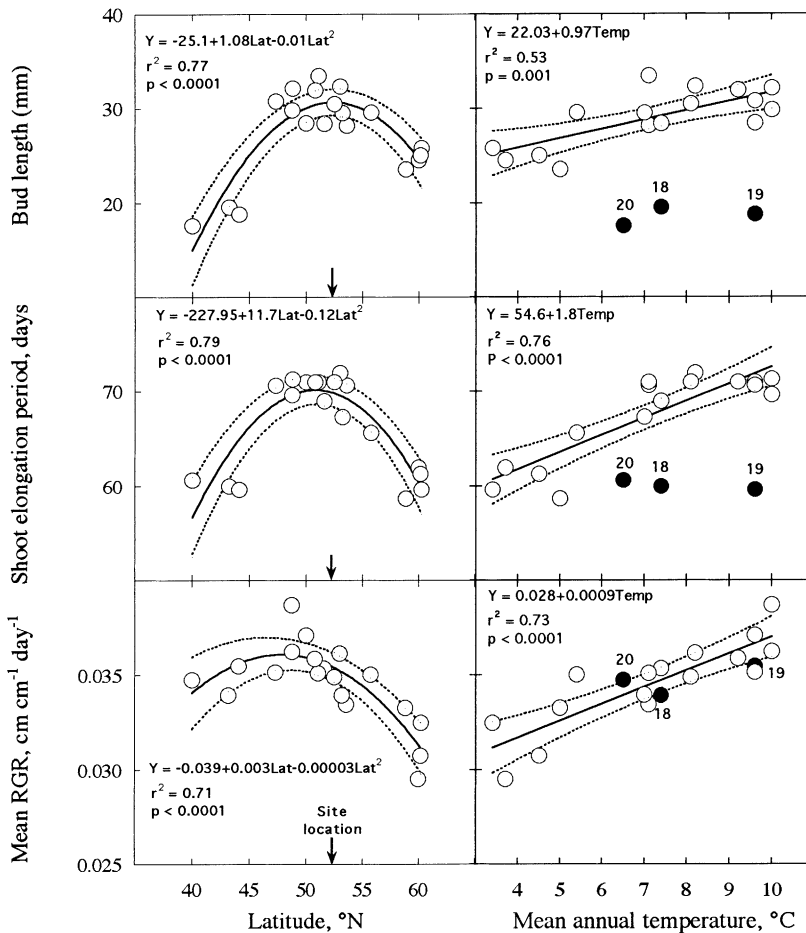 Bud length (mm)
40
30
20
Y = -25.1+1.08Lat-0.01Lat²
r² = 0.77
p < 0.0001
Y = 22.03+0.97Temp
r² = 0.53
p = 0.001
20
18
19
Shoot elongation period, days
70
60
Y = -227.95+11.7Lat-0.12Lat²
r² = 0.79
p < 0.0001
Y = 54.6+1.8Temp
r² = 0.76
P < 0.0001
20
18
19
Mean RGR, cm cm⁻¹ day⁻¹
0.035
0.030
0.025
Y = -0.039+0.003Lat-0.00003Lat²
r² = 0.71
p < 0.0001
Site
location
Y = 0.028+0.0009Temp
r² = 0.73
p < 0.0001
20
18
19
40 45 50 55 60
Latitude, °N
4 5 6 7 8 9 10
Mean annual temperature, °C